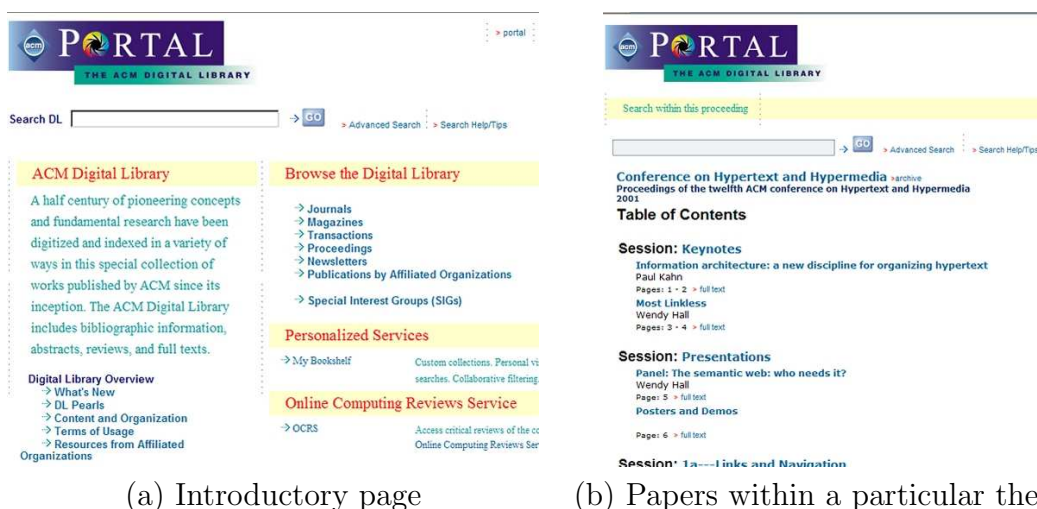 acm PORTAL
THE ACM DIGITAL LIBRARY
> portal
Search DL
GO
> Advanced Search
> Search Help/Tips
ACM Digital Library
A half century of pioneering concepts
and fundamental research have been
digitized and indexed in a variety of
ways in this special collection of
works published by ACM since its
inception. The ACM Digital Library
includes bibliographic information,
abstracts, reviews, and full texts.
Digital Library Overview
What's New
DL Pearls
Content and Organization
Terms of Usage
Resources from Affiliated
Organizations
Browse the Digital Library
Journals
Magazines
Transactions
Proceedings
Newsletters
Publications by Affiliated Organizations
Special Interest Groups (SIGs)
Personalized Services
My Bookshelf
Custom collections. Personal vi
searches. Collaborative filtering.
Online Computing Reviews Service
OCRS
Access critical reviews of the co
Online Computing Reviews Ser
(a) Introductory page
acm PORTAL
THE ACM DIGITAL LIBRARY
Search within this proceeding
GO
> Advanced Search
> Search Help/Tips
Conference on Hypertext and Hypermedia >archive
Proceedings of the twelfth ACM conference on Hypertext and Hypermedia
2001
Table of Contents
Session: Keynotes
Information architecture: a new discipline for organizing hypertext
Paul Kahn
Pages: 1 - 2 > full text
Most Linkless
Wendy Hall
Pages: 3 - 4 > full text
Session: Presentations
Panel: The semantic web: who needs it?
Wendy Hall
Page: 5 > full text
Posters and Demos
Page: 6 > full text
Session: 1a---Links and Navigation
(b) Papers within a particular the